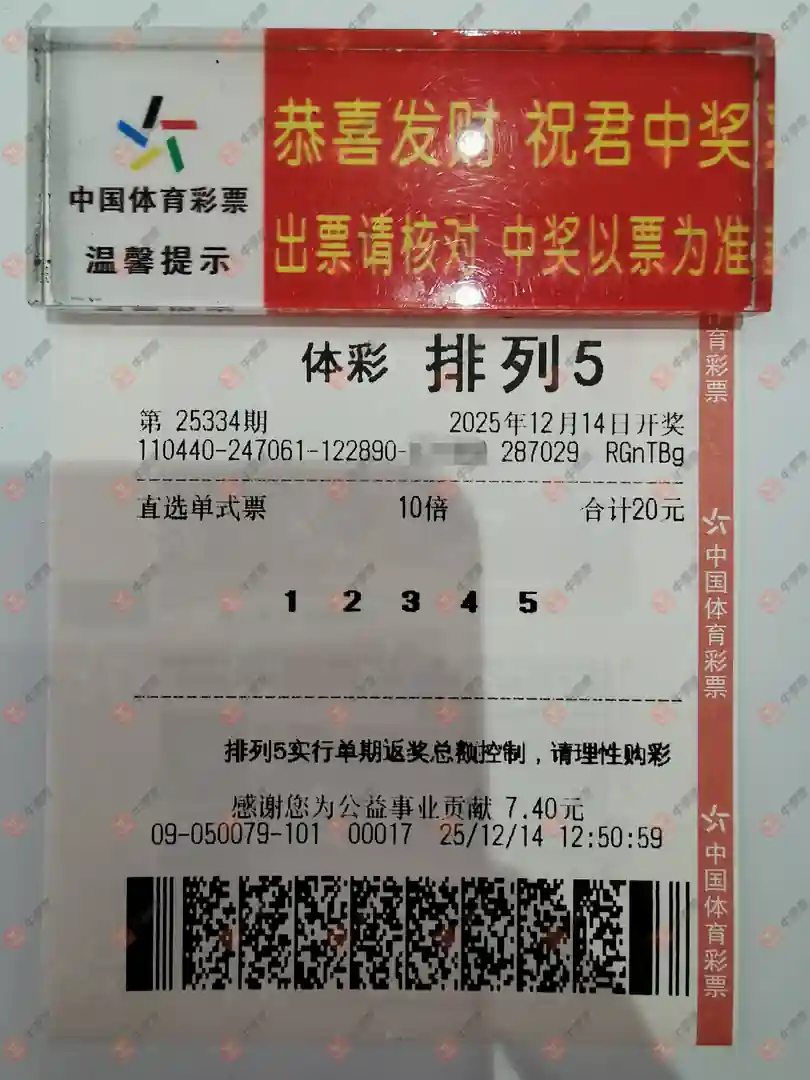 恭喜发财 祝君中奖
中国体育彩票
出票请核对 中奖以票为准
温馨提示
体彩 排列5
第 25334期 2025年12月14日开奖
110440-247061-122890- 287029 RGnTBg
直选单式票 10倍 合计20元
1 2 3 4 5
排列5实行单期返奖总额控制，请理性购彩
感谢您为公益事业贡献 7.40元
09-050079-101 00017 25/12/14 12:50:59
育彩票
中国体育彩票
中国体育彩票